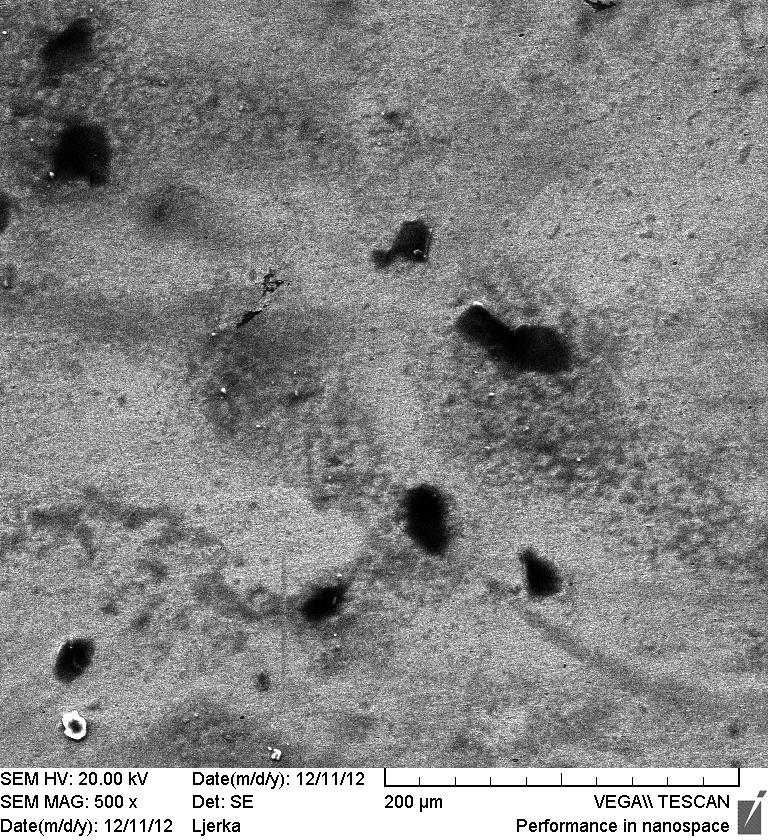 SEM HV: 20.00 kV Date(m/d/y): 12/11/12
SEM MAG: 500 x Det: SE 200 µm VEGA\\ TESCAN
Date(m/d/y): 12/11/12 Ljerka Performance in nanospace